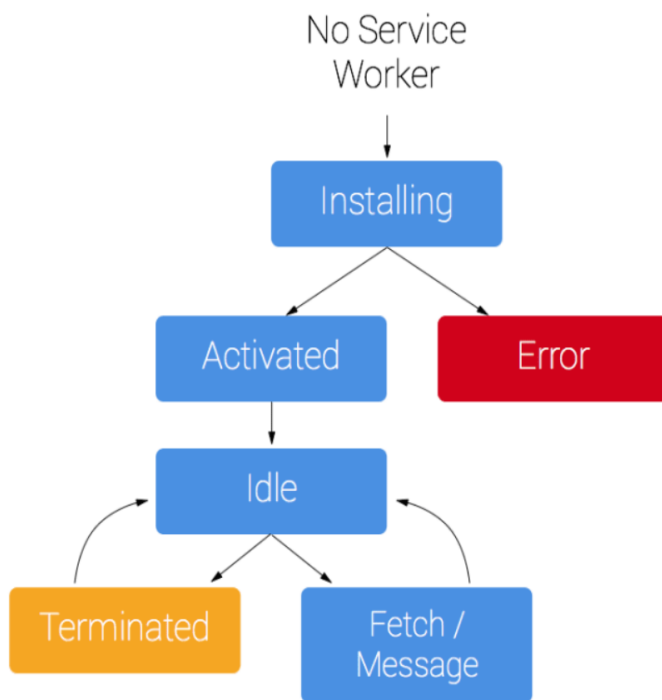 No Service
Worker
Installing
Activated
Error
Idle
Terminated
Fetch /
Message